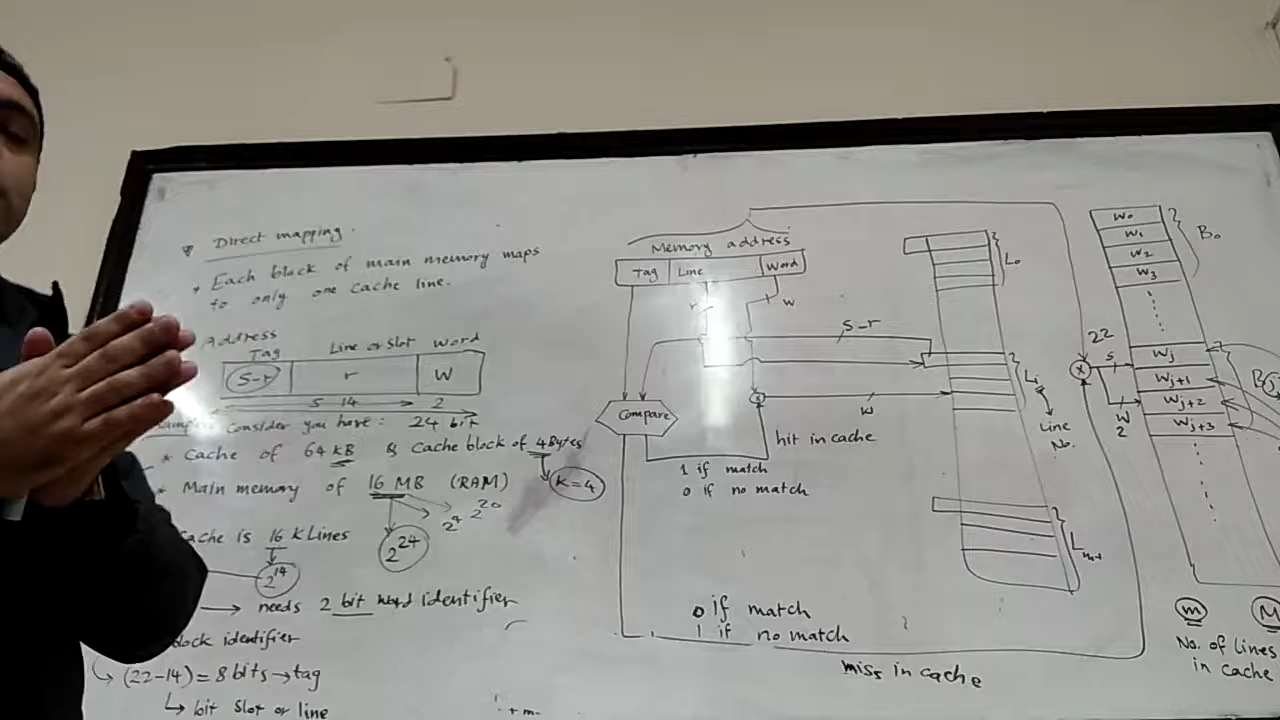 Direct mapping.
* Each block of main memory maps
to only one cache line.
Address
Tag Line or Slot word
S-r r W
S 14 2
consider you have: 24 bit
* Cache of 64 kB & Cache block of 4 Bytes
K=4
* Main memory of 16 MB (RAM)
2^4 2^20
2^24
Cache is 16 K Lines
2^14
→ needs 2 bit word identifier
block identifier
(22-14) = 8 bits → tag
↳ bit slot or line
Memory address
Tag Line Word
r w
S-r
Compare
w
hit in cache
1 if match
0 if no match
0 if match
1 if no match
miss in cache
L₀
Line
No.
22
S
W
2
W₀
W₁
W₂
W₃
B₀
Wj
Wj+1
Wj+2
Wj+3
m M
No. of lines
in cache